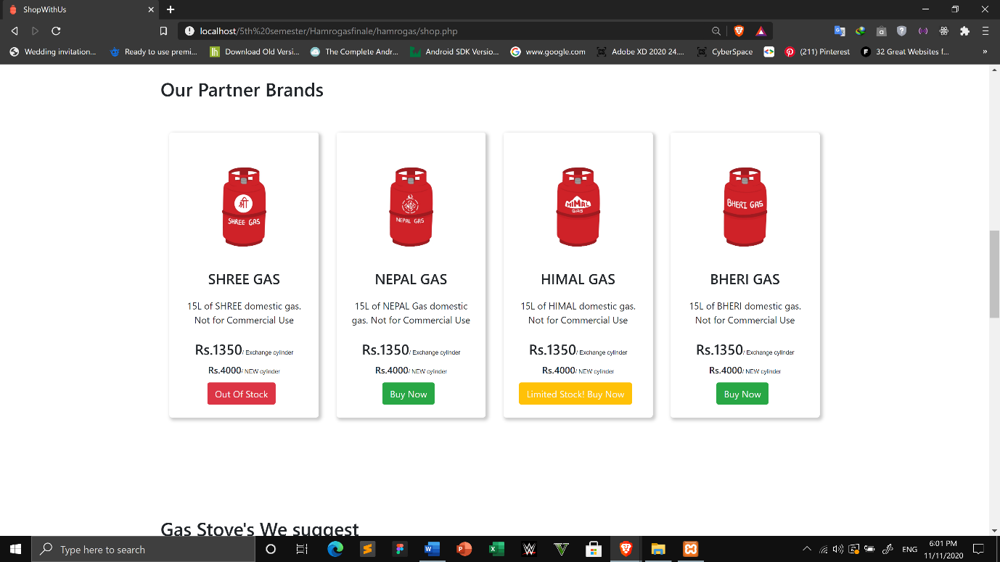 ShopWithUs
localhost/5th%20semester/Hamrogasfinale/hamrogas/shop.php
Wedding invitation... Ready to use premi... Download Old Versi... The Complete Andr... Android SDK Versio... www.google.com Adobe XD 2020 24.... CyberSpace (211) Pinterest 32 Great Websites f... »
Our Partner Brands
श्री
SHREE GAS
NEPAL GAS
HIMAL
GAS
BHERI GAS
SHREE GAS
15L of SHREE domestic gas.
Not for Commercial Use
Rs.1350/ Exchange cylinder
Rs.4000/ NEW cylinder
Out Of Stock
NEPAL GAS
15L of NEPAL Gas domestic
gas. Not for Commercial Use
Rs.1350/ Exchange cylinder
Rs.4000/ NEW cylinder
Buy Now
HIMAL GAS
15L of HIMAL domestic gas.
Not for Commercial Use
Rs.1350/ Exchange cylinder
Rs.4000/ NEW cylinder
Limited Stock! Buy Now
BHERI GAS
15L of BHERI domestic gas.
Not for Commercial Use
Rs.1350/ Exchange cylinder
Rs.4000/ NEW cylinder
Buy Now
Gas Stove's We suggest
Type here to search
ENG
6:01 PM
11/11/2020